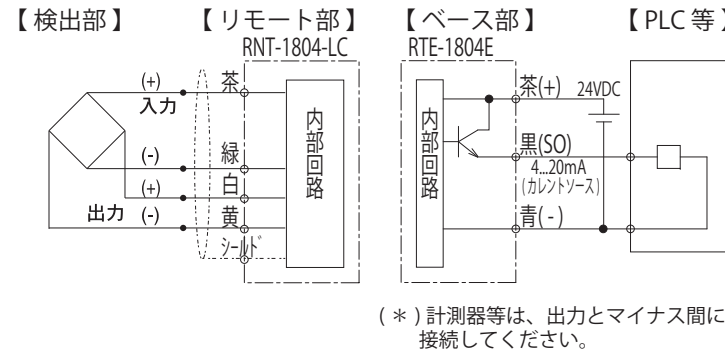 【 検出部 】
【 リモート部 】
【 ベース部 】
【 PLC 等 】
RNT-1804-LC
RTE-1804E
(+)
入力
(-)
(+)
出力
(-)
茶
緑
白
黄
シールド
内部回路
内部回路
茶(+)
24VDC
黒(SO)
4...20mA
(カレントソース)
青( - )
( ＊ ) 計測器等は、出力とマイナス間に
接続してください。